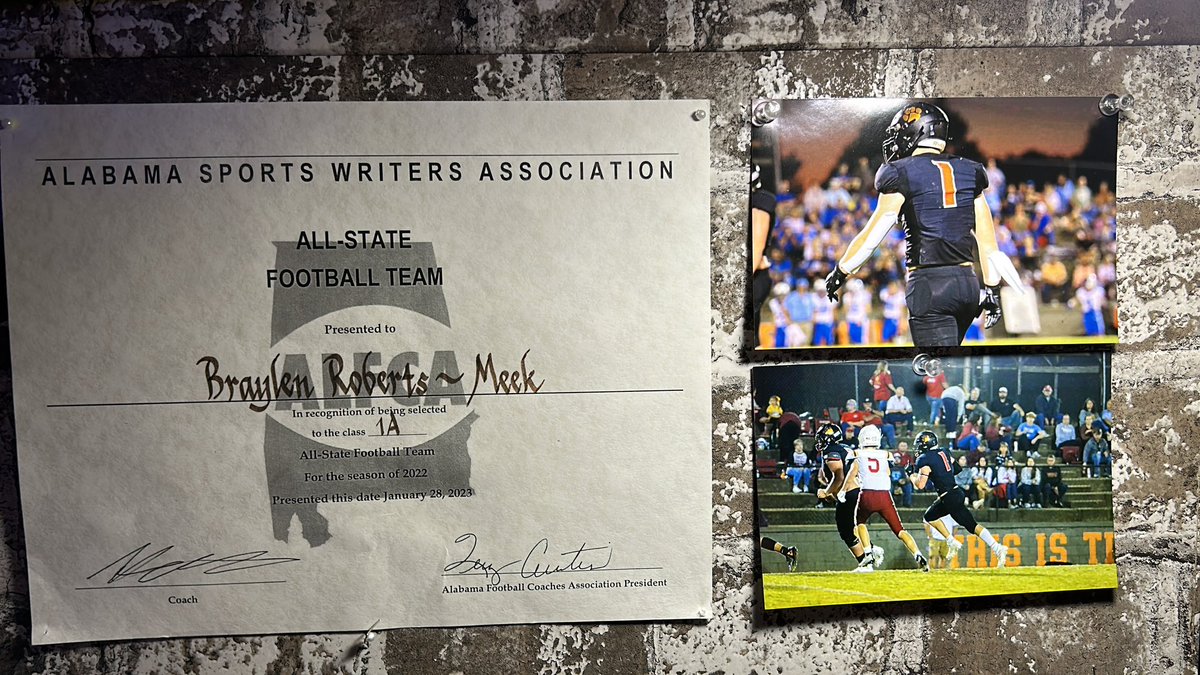 ALABAMA SPORTS WRITERS ASSOCIATION
ALL-STATE
FOOTBALL TEAM
Presented to
AFCA
Braylen Roberts~Meek
In recognition of being selected
to the class 1A
All-State Football Team
For the season of 2022
Presented this date January 28, 2023
Coach
Alabama Football Coaches Association President
1
5
1
THIS IS T